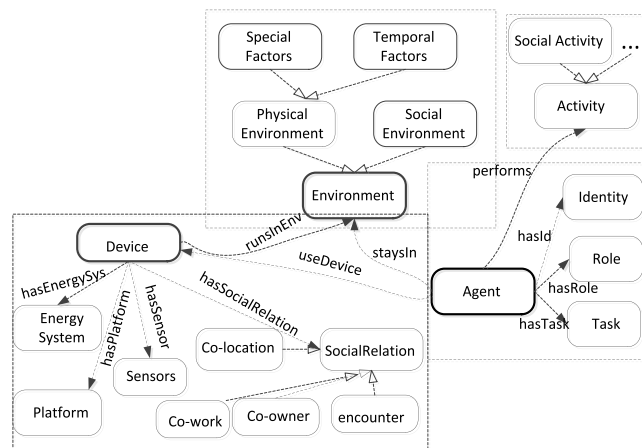 Special
Factors
Temporal
Factors
Social Activity
...
Activity
Physical
Environment
Social
Environment
performs
Environment
Identity
Device
runsInEnv
staysIn
hasId
useDevice
Role
hasEnergySys
Agent
hasRole
hasPlatform
hasSensor
hasSocialRelation
hasTask
Task
Energy
System
Co-location
SocialRelation
Sensors
Platform
Co-work
Co-owner
encounter